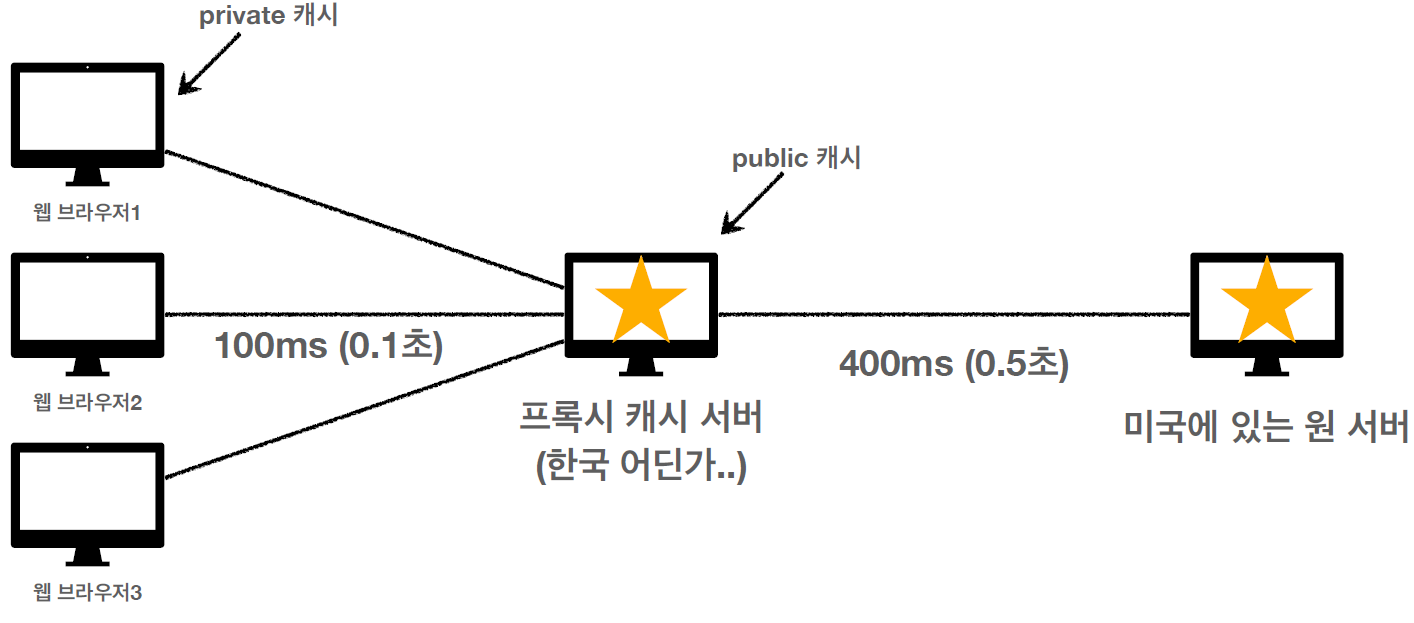 private 캐시
public 캐시
웹 브라우저1
웹 브라우저2
100ms (0.1초)
400ms (0.5초)
프록시 캐시 서버
(한국 어딘가..)
미국에 있는 원 서버
웹 브라우저3